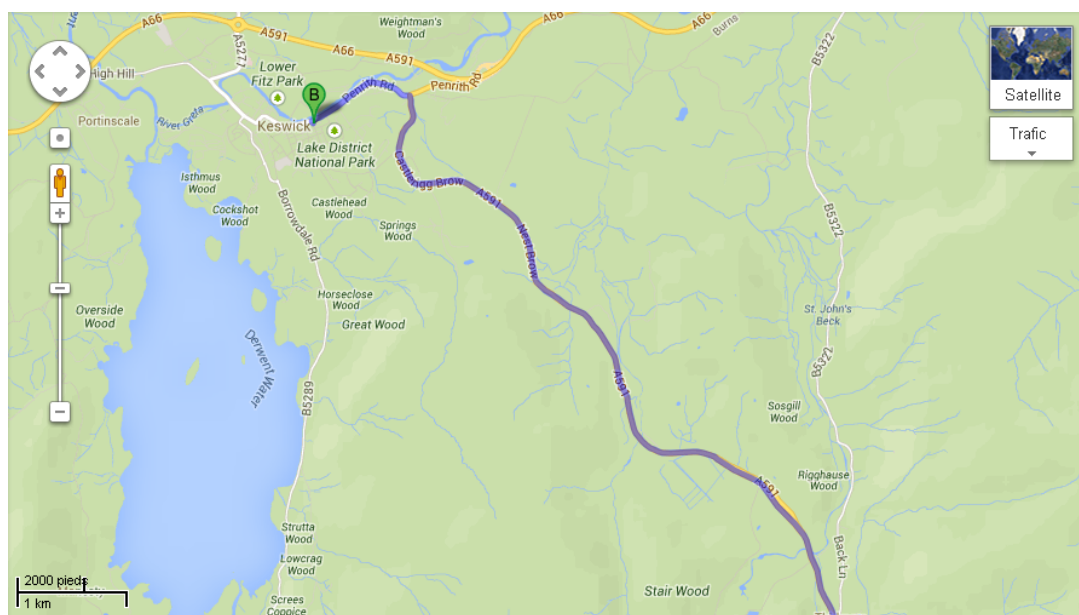 A66
A591
A5271
A66
A591
Weightman's
Wood
Burns
B5322
A66
Penrith Rd
High Hill
Lower
Fitz Park
Penrith Rd
B
Satellite
Portinscale
River Greta
Keswick
Lake District
National Park
Trafic
Isthmus
Wood
Castlerigg Brow
A591
Cockshot
Wood
Castlehead
Wood
Springs
Wood
Borrowdale Rd
Nest Brow
B5322
Overside
Wood
Horseclose
Wood
Great Wood
St. John's
Beck
Derwent
Water
B5289
A591
B5322
Sosgill
Wood
A591
Rigghause
Wood
Strutta
Wood
Lowcrag
Wood
Back Ln
Stair Wood
Screes
Coppice
2000 pieds
1 km